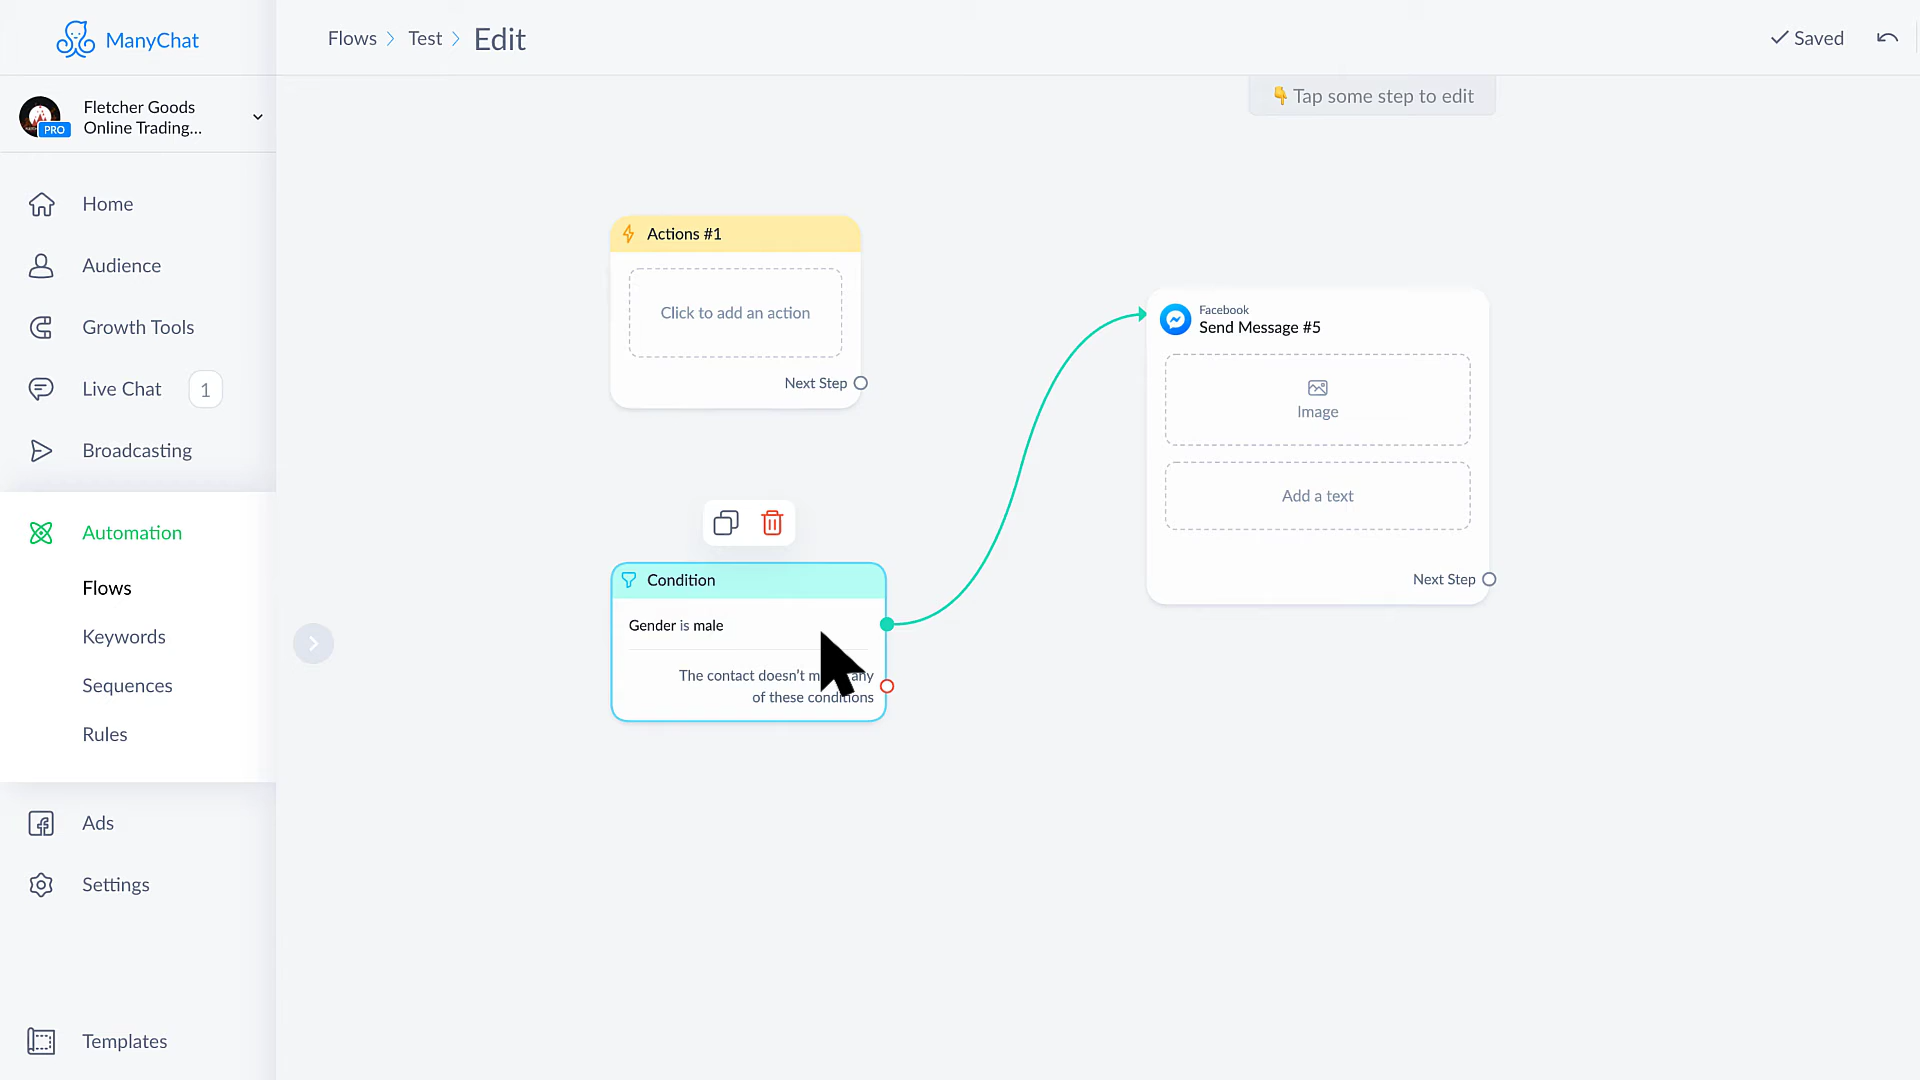 ManyChat
Flows
Test
Edit
Saved
Fletcher Goods
Online Trading...
PRO
Tap some step to edit
Home
Audience
Growth Tools
Live Chat
1
Broadcasting
Automation
Flows
Keywords
Sequences
Rules
Ads
Settings
Templates
Actions #1
Click to add an action
Next Step
Condition
Gender is male
The contact doesn't m any
of these conditions
Facebook
Send Message #5
Image
Add a text
Next Step